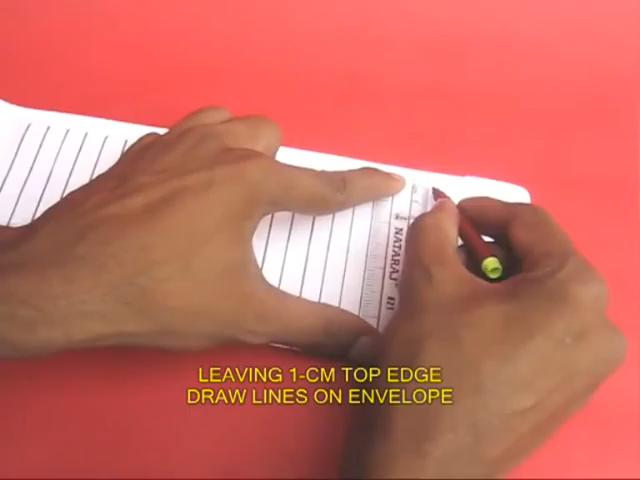 NATARAJ
LEAVING 1-CM TOP EDGE
DRAW LINES ON ENVELOPE